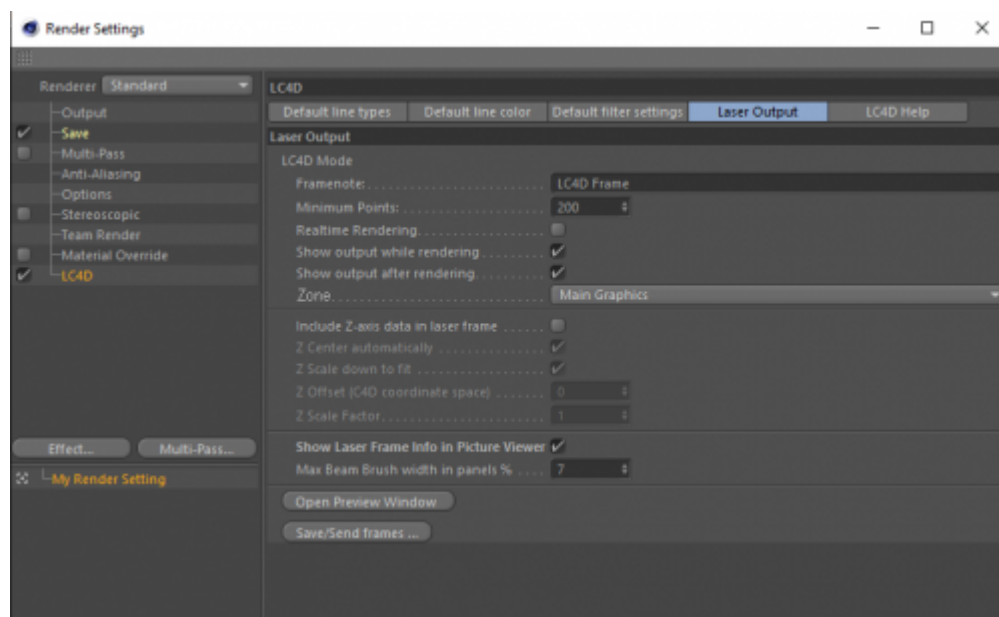 Render Settings
Renderer Standard
Output
Save
Multi-Pass
Anti-Aliasing
Options
Stereoscopic
Team Render
Material Override
LC4D
Effect...
Multi-Pass...
My Render Setting
LC4D
Default line types
Default line color
Default filter settings
Laser Output
LC4D Help
Laser Output
LC4D Mode
Framenote: LC4D Frame
Minimum Points: 200
Realtime Rendering
Show output while rendering
Show output after rendering
Zone Main Graphics
Include Z-axis data in laser frame
Z Center automatically
Z Scale down to fit
Z Offset (C4D coordinate space) 0
Z Scale Factor 1
Show Laser Frame Info in Picture Viewer
Max Beam Brush width in panels % 7
Open Preview Window
Save/Send frames ...